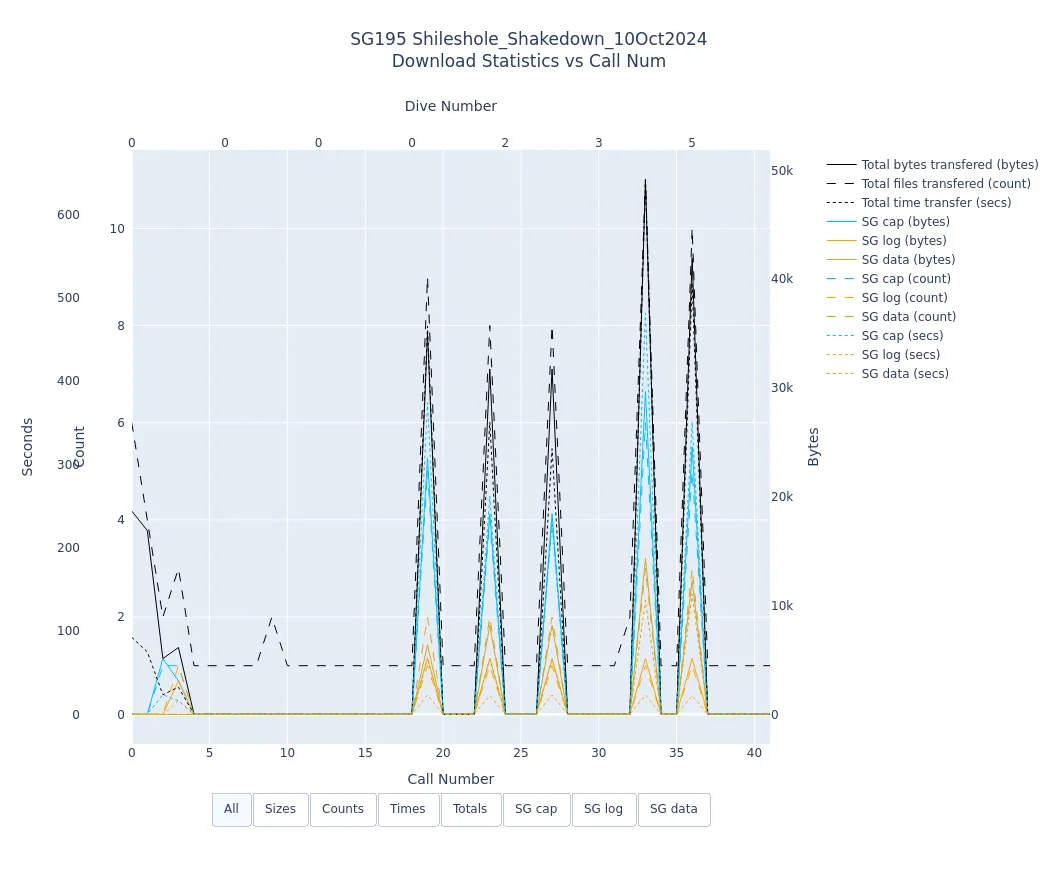 SG195 Shileshole_Shakedown_10Oct2024
Download Statistics vs Call Num
Dive Number
0 0 0 0 2 3 5
Seconds
600
500
400
300
200
100
0
Count
10
8
6
4
2
0
50k
40k
30k
20k
10k
0
Bytes
0 5 10 15 20 25 30 35 40
Call Number
Total bytes transfered (bytes)
Total files transfered (count)
Total time transfer (secs)
SG cap (bytes)
SG log (bytes)
SG data (bytes)
SG cap (count)
SG log (count)
SG data (count)
SG cap (secs)
SG log (secs)
SG data (secs)
All Sizes Counts Times Totals SG cap SG log SG data